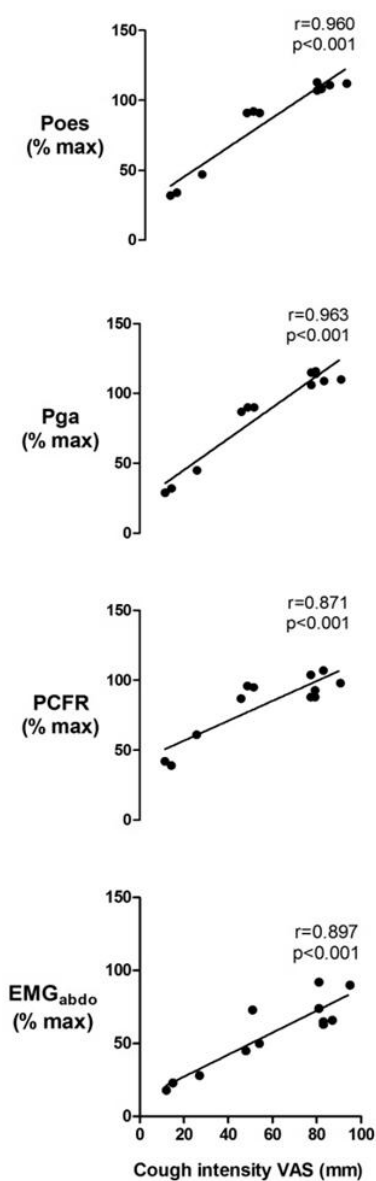 r=0.960
p<0.001
150
100
50
0
Poes
(% max)
r=0.963
p<0.001
150
100
50
0
Pga
(% max)
r=0.871
p<0.001
150
100
50
0
PCFR
(% max)
r=0.897
p<0.001
150
100
50
0
EMGabdo
(% max)
0 20 40 60 80 100
Cough intensity VAS (mm)